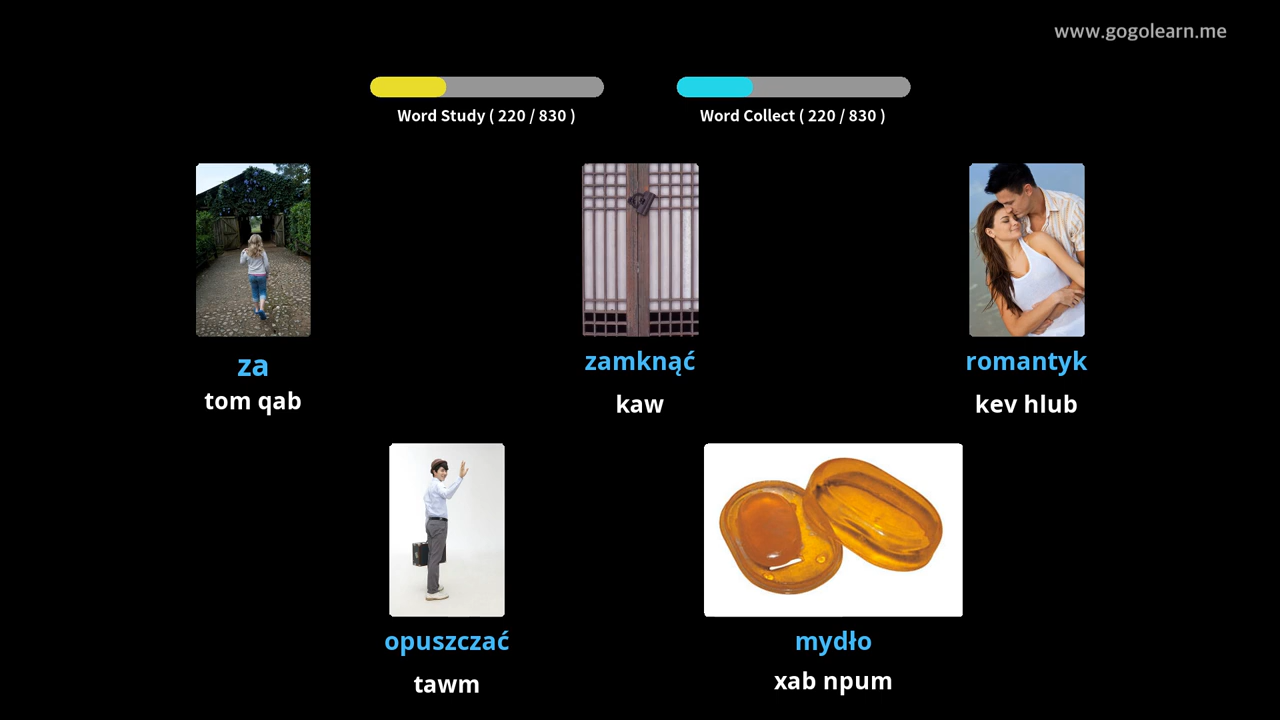 www.gogolearn.me
Word Study ( 220 / 830 )
Word Collect ( 220 / 830 )
za
tom qab
zamknąć
kaw
romantyk
kev hlub
opuszczać
tawm
mydło
xab npum